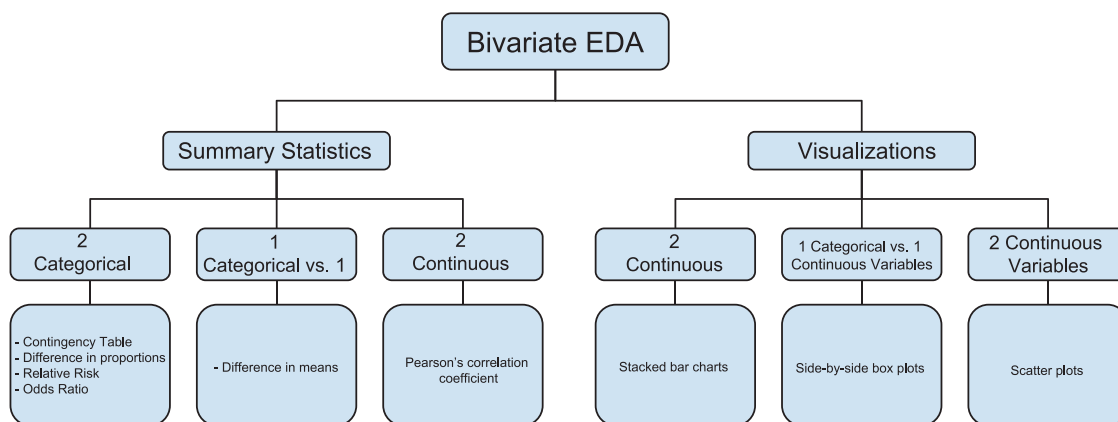 Bivariate EDA
Summary Statistics
Visualizations
2
Categorical
1
Categorical vs. 1
2
Continuous
2
Continuous
1 Categorical vs. 1
Continuous Variables
2 Continuous
Variables
- Contingency Table
- Difference in proportions
- Relative Risk
- Odds Ratio
- Difference in means
Pearson's correlation
coefficient
Stacked bar charts
Side-by-side box plots
Scatter plots